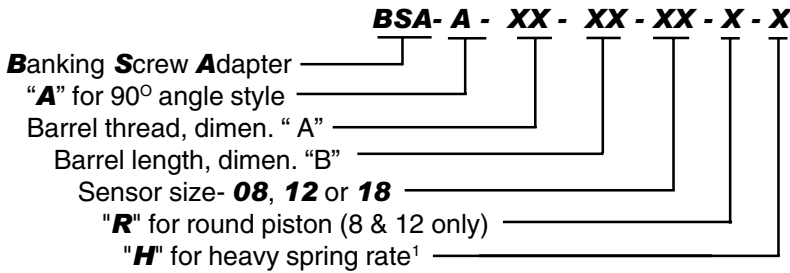 BSA- A - XX- XX - XX - X - X
Banking Screw Adapter
“A” for 90º angle style
Barrel thread, dimen. “ A”
Barrel length, dimen. “B”
Sensor size- 08, 12 or 18
"R" for round piston (8 & 12 only)
"H" for heavy spring rate¹